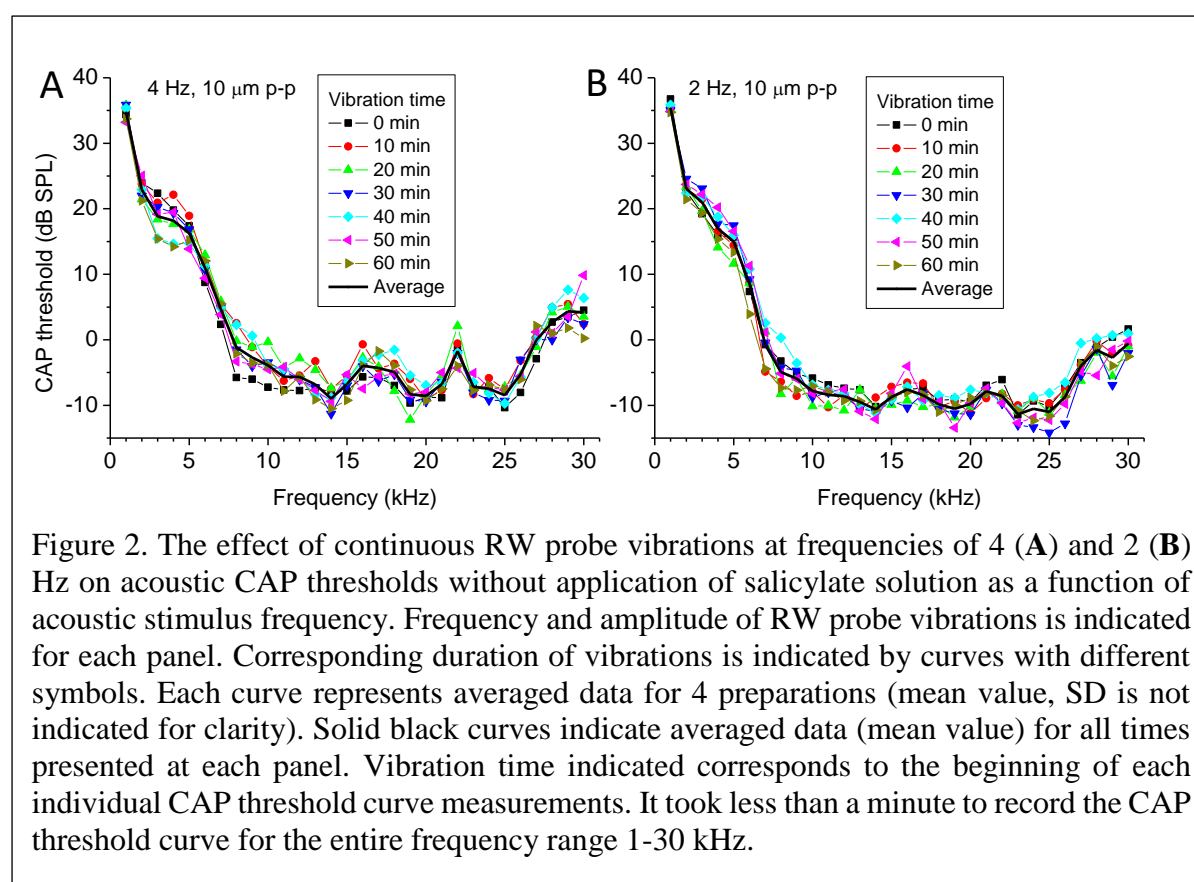 A
4 Hz, 10 μm p-p
Vibration time
0 min
10 min
20 min
30 min
40 min
50 min
60 min
Average
40
30
20
10
0
-10
CAP threshold (dB SPL)
0 5 10 15 20 25 30
Frequency (kHz)
B
2 Hz, 10 μm p-p
Vibration time
0 min
10 min
20 min
30 min
40 min
50 min
60 min
Average
40
30
20
10
0
-10
0 5 10 15 20 25 30
Frequency (kHz)
Figure 2. The effect of continuous RW probe vibrations at frequencies of 4 (A) and 2 (B)
Hz on acoustic CAP thresholds without application of salicylate solution as a function of
acoustic stimulus frequency. Frequency and amplitude of RW probe vibrations is indicated
for each panel. Corresponding duration of vibrations is indicated by curves with different
symbols. Each curve represents averaged data for 4 preparations (mean value, SD is not
indicated for clarity). Solid black curves indicate averaged data (mean value) for all times
presented at each panel. Vibration time indicated corresponds to the beginning of each
individual CAP threshold curve measurements. It took less than a minute to record the CAP
threshold curve for the entire frequency range 1-30 kHz.